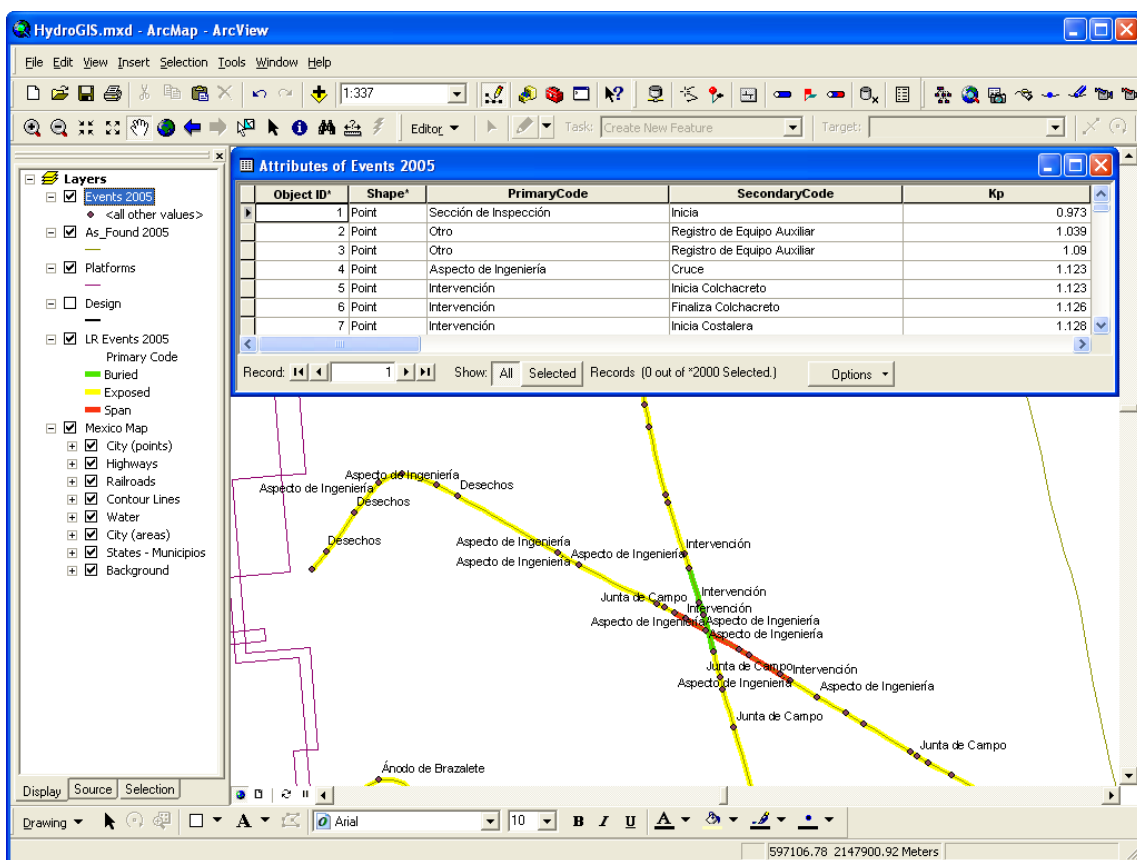 HydroGIS.mxd - ArcMap - ArcView
File Edit View Insert Selection Tools Window Help
1:337
Editor Task: Create New Feature Target:
Layers
Events 2005
<all other values>
As_Found 2005
Platforms
Design
LR Events 2005
Primary Code
Buried
Exposed
Span
Mexico Map
City (points)
Highways
Railroads
Contour Lines
Water
City (areas)
States - Municipios
Background
Display Source Selection
Attributes of Events 2005
Object ID* Shape* PrimaryCode SecondaryCode Kp
1 Point Sección de Inspección Inicia 0.973
2 Point Otro Registro de Equipo Auxiliar 1.039
3 Point Otro Registro de Equipo Auxiliar 1.09
4 Point Aspecto de Ingeniería Cruce 1.123
5 Point Intervención Inicia Colchacreto 1.123
6 Point Intervención Finaliza Colchacreto 1.126
7 Point Intervención Inicia Costalera 1.128
Record: 1 Show: All Selected Records (0 out of *2000 Selected.) Options
Aspecto de Ingeniería
Aspecto de Ingeniería
Desechos
Desechos
Desechos
Aspecto de Ingeniería
Intervención
Aspecto de Ingeniería
Aspecto de Ingeniería
Junta de Campo
Intervención
Intervención
Aspecto de Ingeniería
Aspecto de Ingeniería
Aspecto de Ingeniería
Junta de Campo
Intervención
Aspecto de Ingeniería
Aspecto de Ingeniería
Junta de Campo
Junta de Campo
Ánodo de Brazalete
Drawing A Arial 10 B I U A
597106.78 2147900.92 Meters